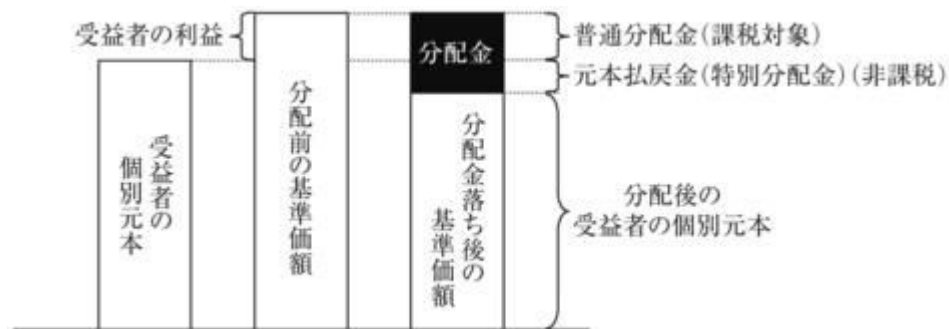 受益者の利益
分配金
普通分配金(課税対象)
元本払戻金(特別分配金)(非課税)
受益者の
個別元本
分配前の基準価額
分配金落ち後の
基準価額
分配後の
受益者の個別元本